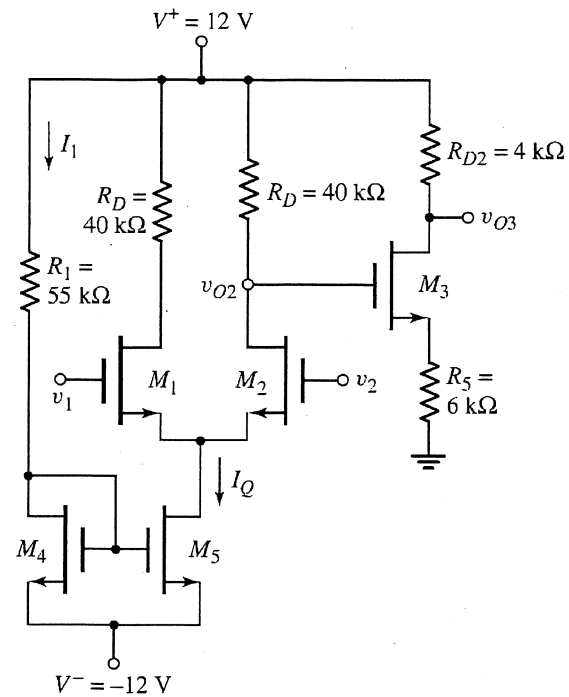 V⁺ = 12 V
I₁
R_D =
40 kΩ
R_D = 40 kΩ
R_D2 = 4 kΩ
v_O3
R₁ =
55 kΩ
v_O2
M₃
v₁
M₁
M₂
v₂
R₅ =
6 kΩ
I_Q
M₄
M₅
V⁻ = –12 V